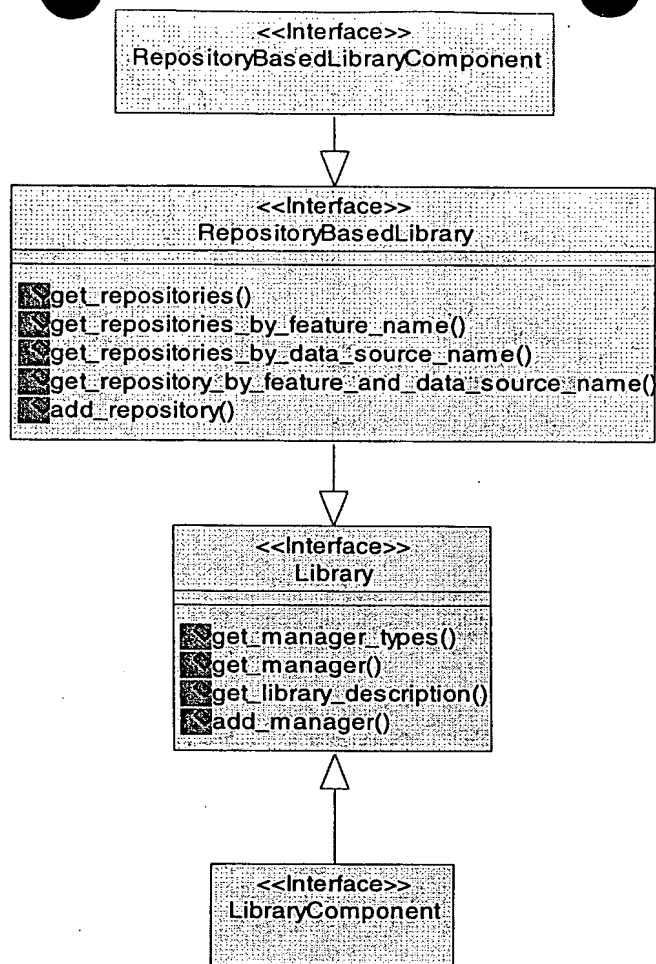 <<Interface>>
RepositoryBasedLibraryComponent
<<Interface>>
RepositoryBasedLibrary
get_repositories()
get_repositories_by_feature_name()
get_repositories_by_data_source_name()
get_repository_by_feature_and_data_source_name()
add_repository()
<<Interface>>
Library
get_manager_types()
get_manager()
get_library_description()
add_manager()
<<Interface>>
LibraryComponent